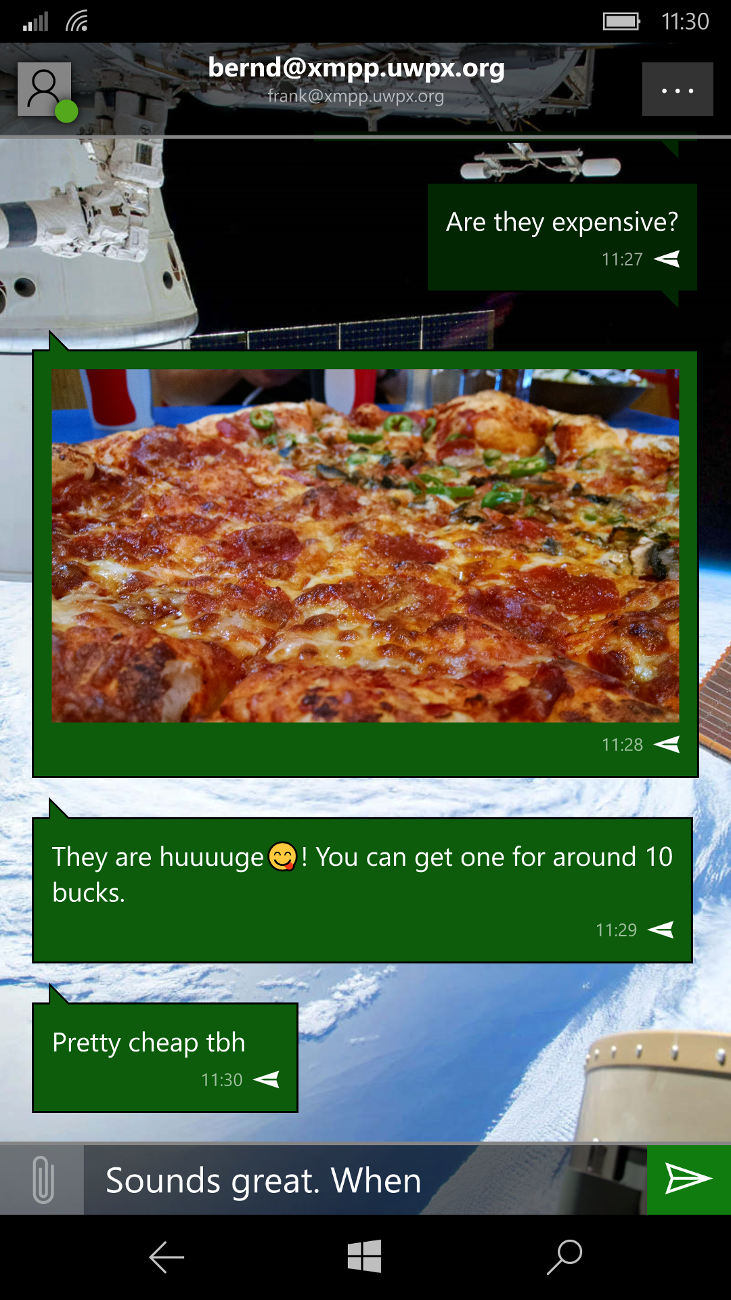 11:30
bernd@xmpp.uwpx.org
frank@xmpp.uwpx.org
Are they expensive?
11:27
11:28
They are huuuuge😋! You can get one for around 10
bucks.
11:29
Pretty cheap tbh
11:30
Sounds great. When